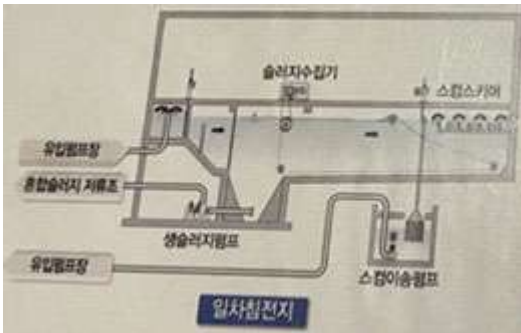 슬러지수집기
스컴스키머
유입펌프장
혼합슬러지 저류조
생슬러지펌프
유입펌프장
스컴이송펌프
일차침전지